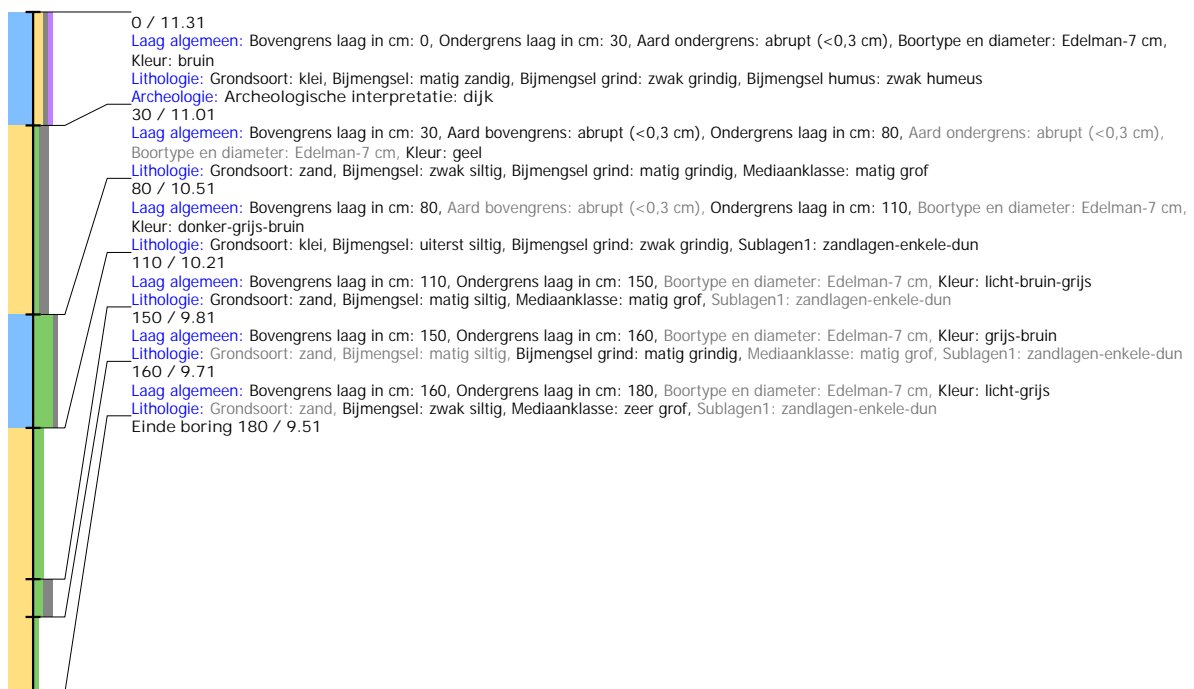 0 / 11.31
Laag algemeen: Bovengrens laag in cm: 0, Ondergrens laag in cm: 30, Aard ondergrens: abrupt (<0,3 cm), Boortype en diameter: Edelman-7 cm,
Kleur: bruin
Lithologie: Grondsoort: klei, Bijmengsel: matig zandig, Bijmengsel grind: zwak grindig, Bijmengsel humus: zwak humeus
Archeologie: Archeologische interpretatie: dijk
30 / 11.01
Laag algemeen: Bovengrens laag in cm: 30, Aard bovengrens: abrupt (<0,3 cm), Ondergrens laag in cm: 80, Aard ondergrens: abrupt (<0,3 cm),
Boortype en diameter: Edelman-7 cm, Kleur: geel
Lithologie: Grondsoort: zand, Bijmengsel: zwak siltig, Bijmengsel grind: matig grindig, Mediaanklasse: matig grof
80 / 10.51
Laag algemeen: Bovengrens laag in cm: 80, Aard bovengrens: abrupt (<0,3 cm), Ondergrens laag in cm: 110, Boortype en diameter: Edelman-7 cm,
Kleur: donker-grijs-bruin
Lithologie: Grondsoort: klei, Bijmengsel: uiterst siltig, Bijmengsel grind: zwak grindig, Sublagen1: zandlagen-enkele-dun
110 / 10.21
Laag algemeen: Bovengrens laag in cm: 110, Ondergrens laag in cm: 150, Boortype en diameter: Edelman-7 cm, Kleur: licht-bruin-grijs
Lithologie: Grondsoort: zand, Bijmengsel: matig siltig, Mediaanklasse: matig grof, Sublagen1: zandlagen-enkele-dun
150 / 9.81
Laag algemeen: Bovengrens laag in cm: 150, Ondergrens laag in cm: 160, Boortype en diameter: Edelman-7 cm, Kleur: grijs-bruin
Lithologie: Grondsoort: zand, Bijmengsel: matig siltig, Bijmengsel grind: matig grindig, Mediaanklasse: matig grof, Sublagen1: zandlagen-enkele-dun
160 / 9.71
Laag algemeen: Bovengrens laag in cm: 160, Ondergrens laag in cm: 180, Boortype en diameter: Edelman-7 cm, Kleur: licht-grijs
Lithologie: Grondsoort: zand, Bijmengsel: zwak siltig, Mediaanklasse: zeer grof, Sublagen1: zandlagen-enkele-dun
Einde boring 180 / 9.51